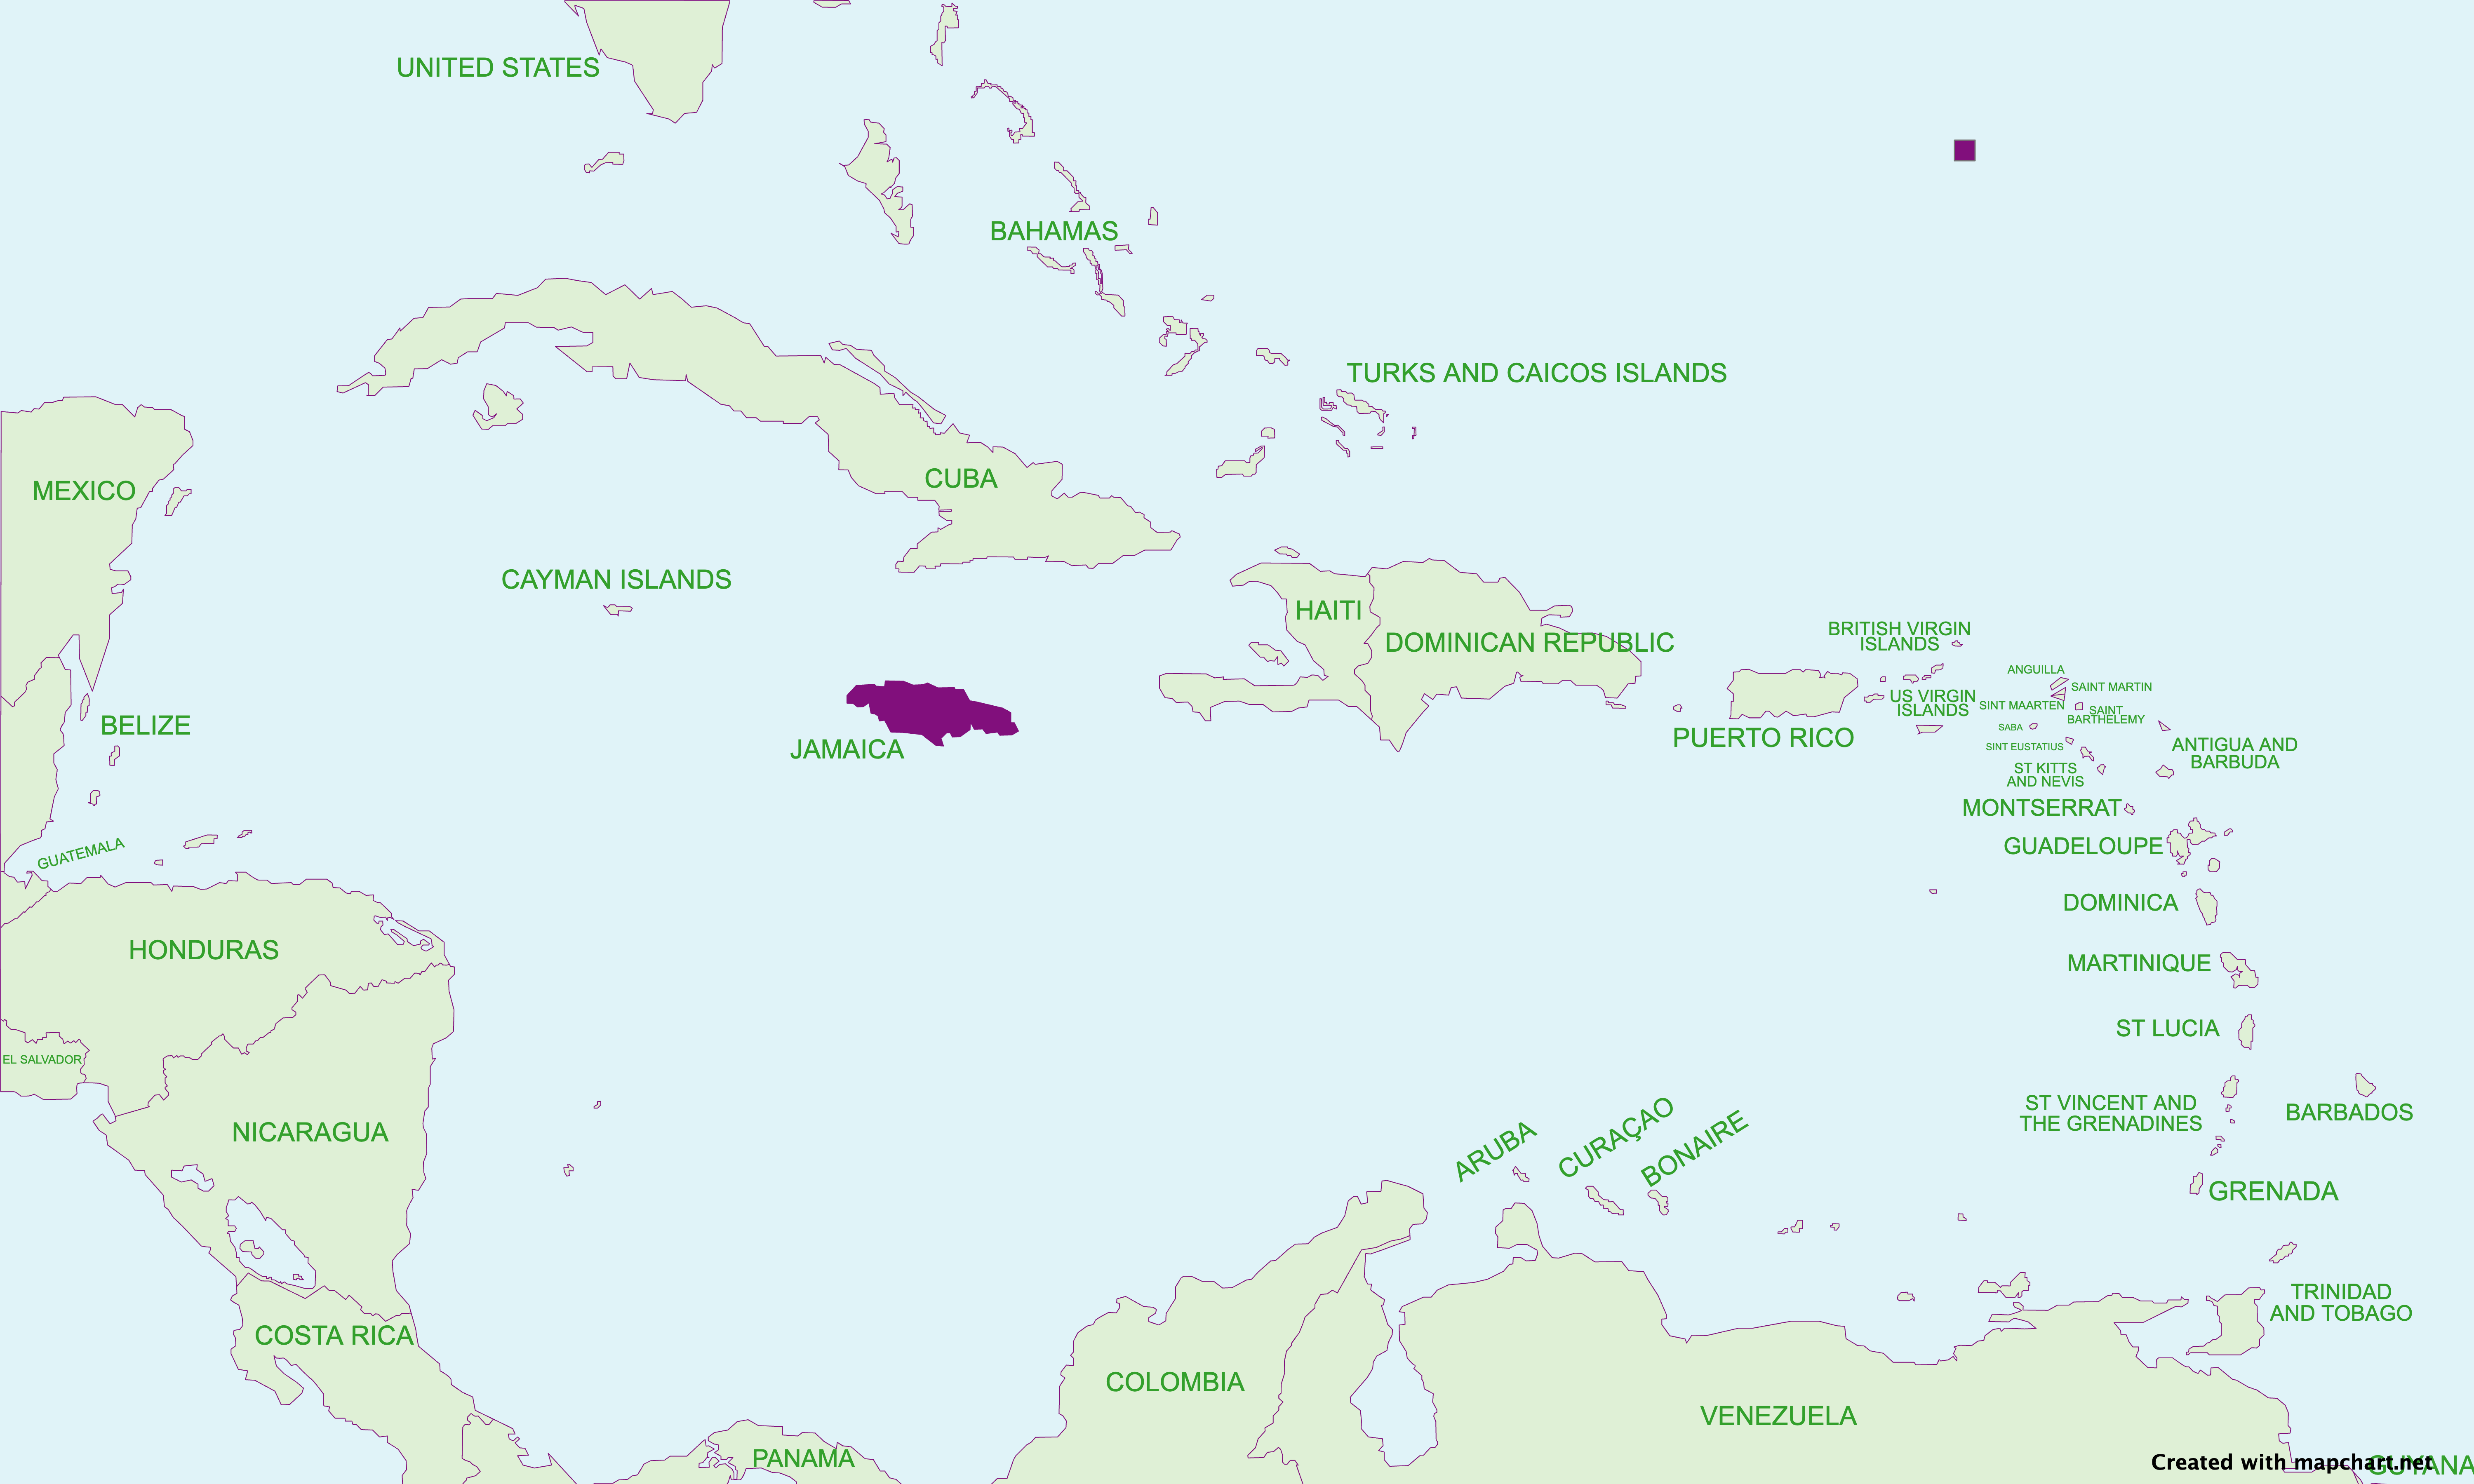 UNITED STATES
BAHAMAS
TURKS AND CAICOS ISLANDS
MEXICO
CUBA
CAYMAN ISLANDS
HAITI
DOMINICAN REPUBLIC
BRITISH VIRGIN
ISLANDS
ANGUILLA
SAINT MARTIN
US VIRGIN
ISLANDS
SINT MAARTEN
SAINT
BARTHELEMY
SABA
BELIZE
JAMAICA
PUERTO RICO
SINT EUSTATIUS
ANTIGUA AND
BARBUDA
ST KITTS
AND NEVIS
MONTSERRAT
GUATEMALA
GUADELOUPE
DOMINICA
HONDURAS
MARTINIQUE
ST LUCIA
EL SALVADOR
NICARAGUA
ST VINCENT AND
THE GRENADINES
BARBADOS
ARUBA
CURAÇAO
BONAIRE
GRENADA
TRINIDAD
AND TOBAGO
COSTA RICA
COLOMBIA
VENEZUELA
PANAMA
GUYANA
Created with mapchart.net